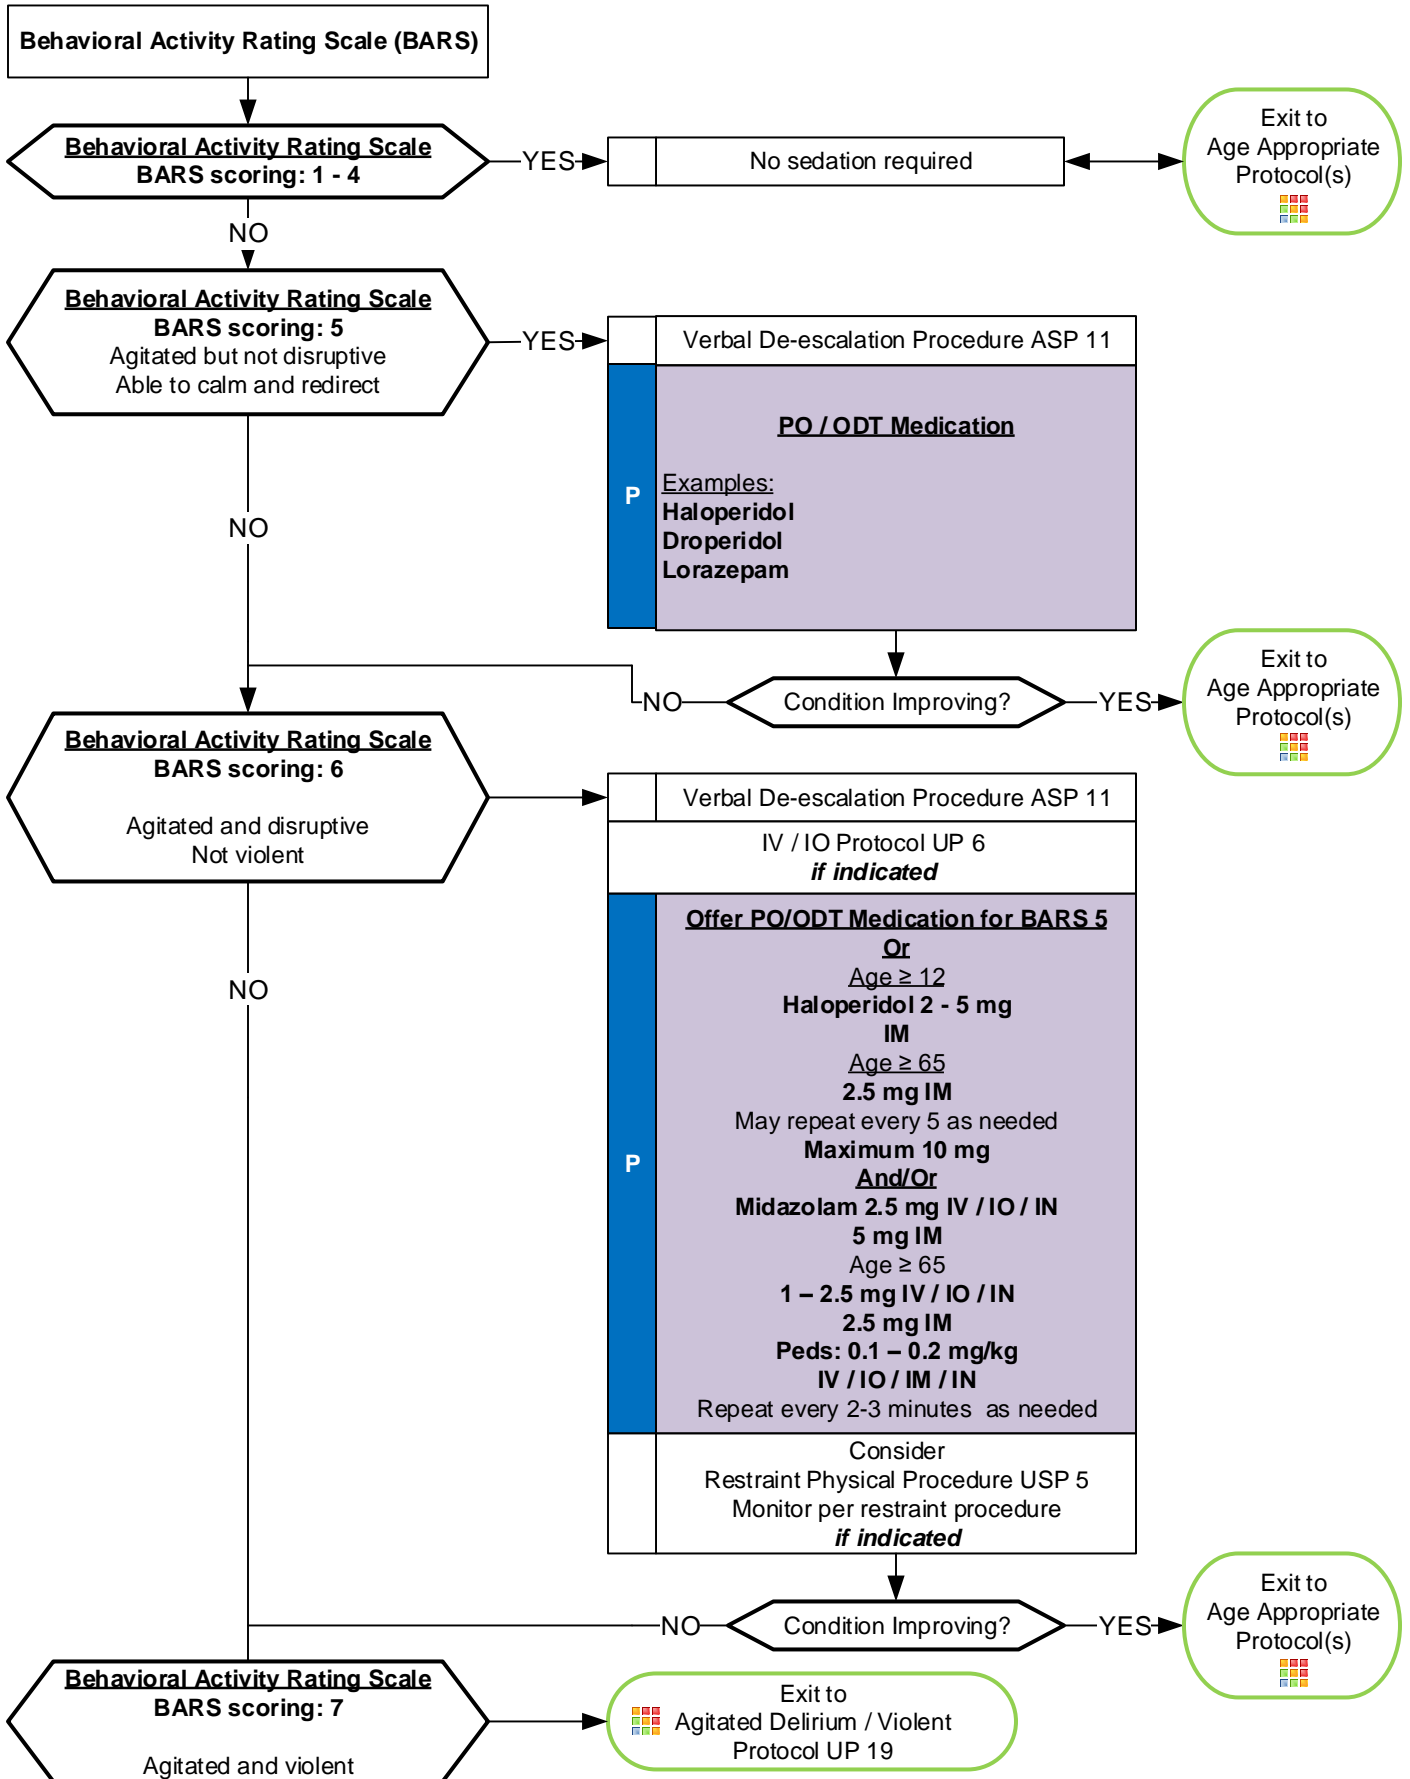 Behavioral Activity Rating Scale (BARS)
Behavioral Activity Rating Scale
BARS scoring: 1 - 4
YES
No sedation required
Exit to
Age Appropriate
Protocol(s)
NO
Behavioral Activity Rating Scale
BARS scoring: 5
Agitated but not disruptive
Able to calm and redirect
YES
Verbal De-escalation Procedure ASP 11
P
PO / ODT Medication
Examples:
Haloperidol
Droperidol
Lorazepam
NO
Condition Improving?
NO
YES
Exit to
Age Appropriate
Protocol(s)
Behavioral Activity Rating Scale
BARS scoring: 6
Agitated and disruptive
Not violent
Verbal De-escalation Procedure ASP 11
IV / IO Protocol UP 6
if indicated
P
Offer PO/ODT Medication for BARS 5
Or
Age ≥ 12
Haloperidol 2 - 5 mg
IM
Age ≥ 65
2.5 mg IM
May repeat every 5 as needed
Maximum 10 mg
And/Or
Midazolam 2.5 mg IV / IO / IN
5 mg IM
Age ≥ 65
1 – 2.5 mg IV / IO / IN
2.5 mg IM
Peds: 0.1 – 0.2 mg/kg
IV / IO / IM / IN
Repeat every 2-3 minutes  as needed
Consider
Restraint Physical Procedure USP 5
Monitor per restraint procedure
if indicated
NO
Condition Improving?
NO
YES
Exit to
Age Appropriate
Protocol(s)
Behavioral Activity Rating Scale
BARS scoring: 7
Agitated and violent
Exit to
Agitated Delirium / Violent
Protocol UP 19